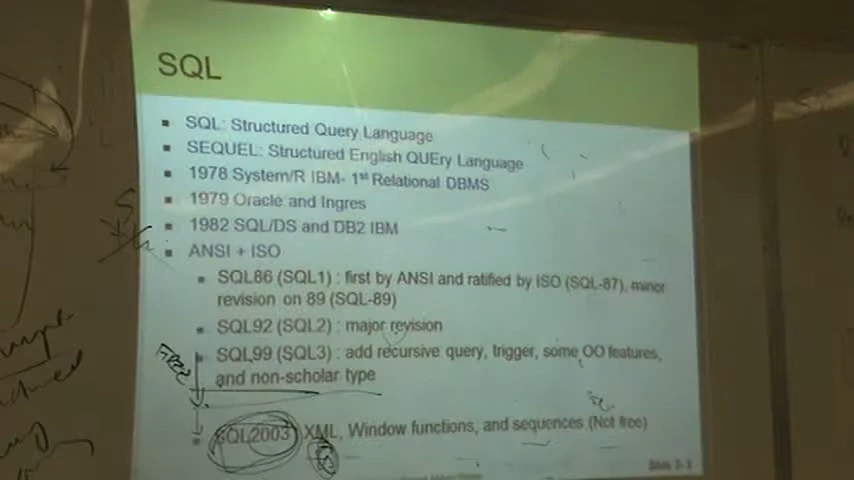 SQL
SQL: Structured Query Language
SEQUEL: Structured English QUEry Language
1978 System/R IBM- 1st Relational DBMS
1979 Oracle and Ingres
1982 SQL/DS and DB2 IBM
ANSI + ISO
SQL86 (SQL1) : first by ANSI and ratified by ISO (SQL-87), minor
revision on 89 (SQL-89)
SQL92 (SQL2) : major revision
SQL99 (SQL3) : add recursive query, trigger, some OO features,
and non-scholar type
FREE
SQL2003 XML, Window functions, and sequences (Not free)